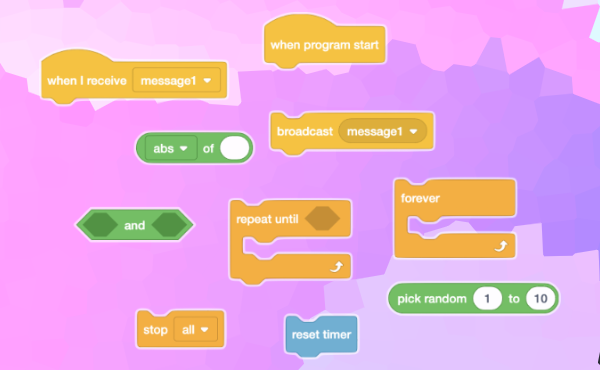 when program start
when I receive message1
broadcast message1
abs of
forever
repeat until
and
pick random 1 to 10
stop all
reset timer